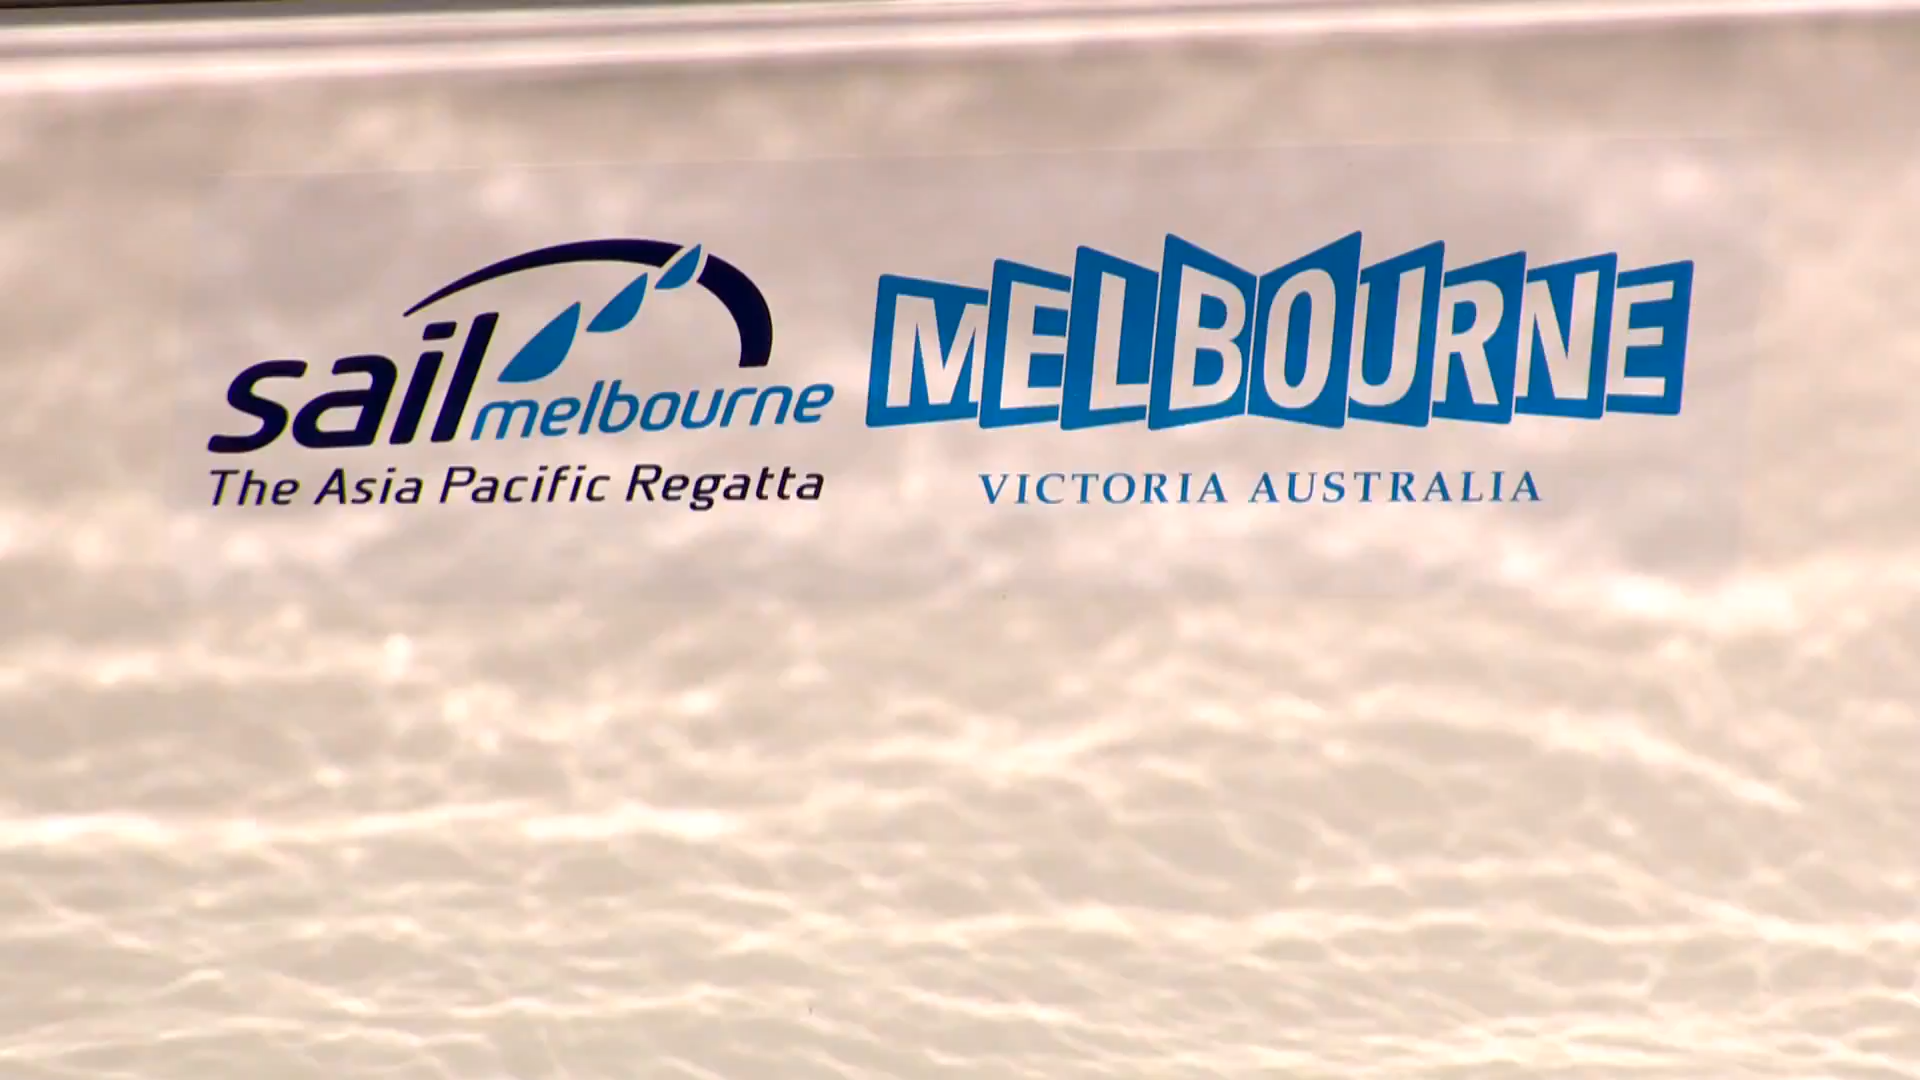 sail melbourne
The Asia Pacific Regatta
MELBOURNE
VICTORIA AUSTRALIA